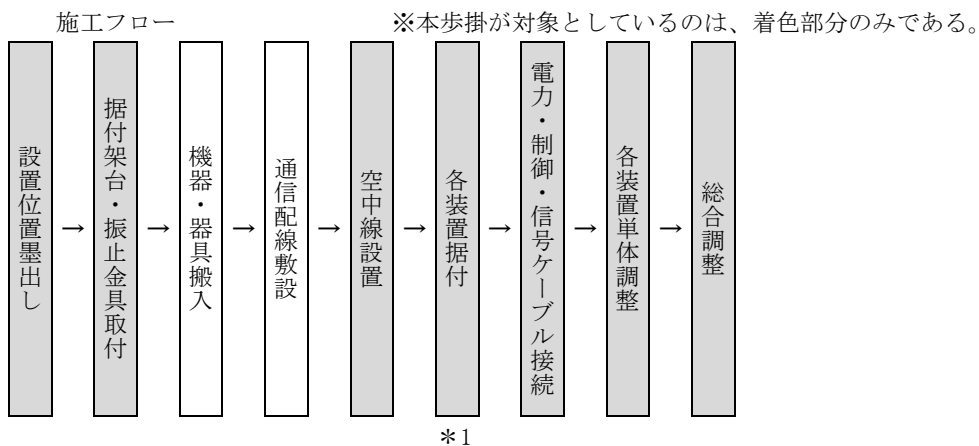 施工フロー
※本歩掛が対象としているのは、着色部分のみである。
設置位置墨出し
→
据付架台・振止金具取付
→
機器・器具搬入
→
通信配線敷設
→
空中線設置
→
各装置据付
→
電力・制御・信号ケーブル接続
→
各装置単体調整
→
総合調整
＊1